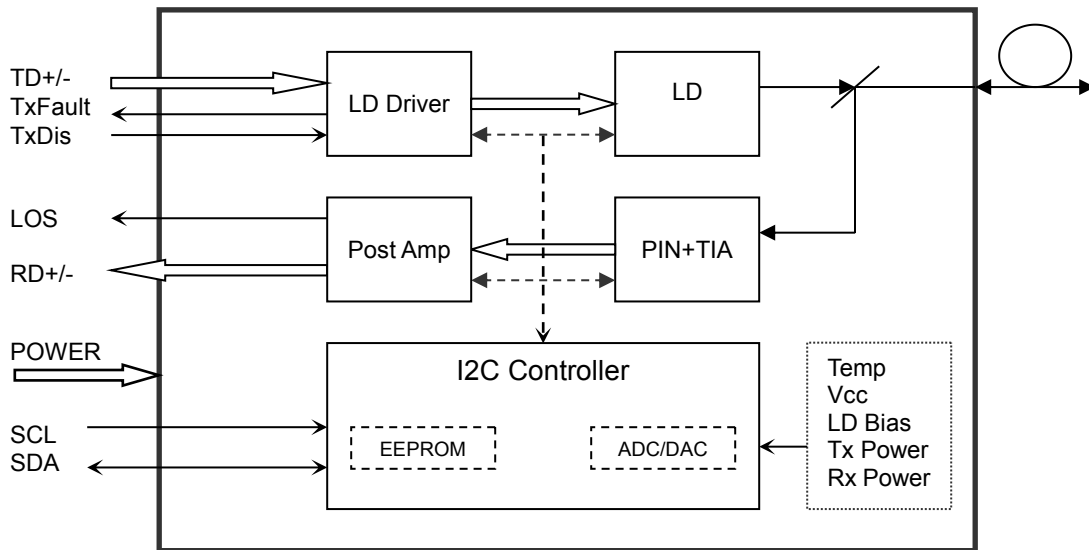 TD+/-
TxFault
TxDis
LD Driver
LD
LOS
RD+/-
Post Amp
PIN+TIA
POWER
SCL
SDA
I2C Controller
EEPROM
ADC/DAC
Temp
Vcc
LD Bias
Tx Power
Rx Power